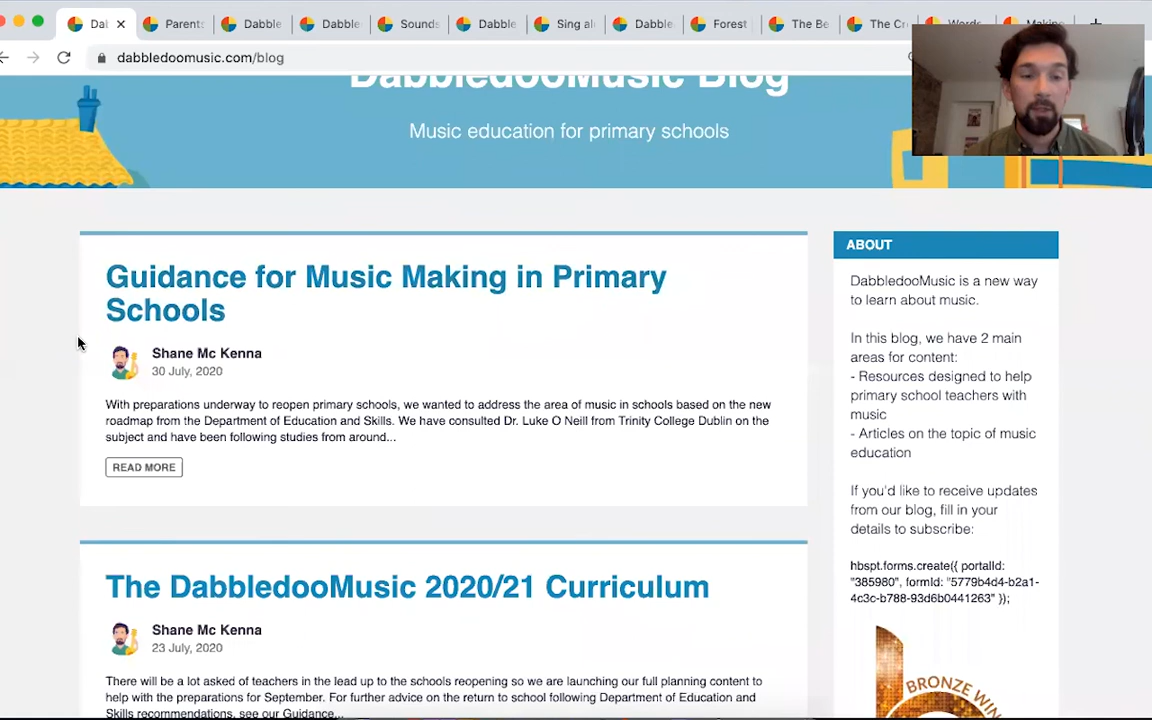 Dal
Parents
Dabble
Dabble
Sounds
Dabble
Sing al
Dabble
Forest
The Be
The Cr
dabbledoomusic.com/blog
DabbledooMusic Blog
Music education for primary schools
Guidance for Music Making in Primary
Schools
Shane Mc Kenna
30 July, 2020
With preparations underway to reopen primary schools, we wanted to address the area of music in schools based on the new
roadmap from the Department of Education and Skills. We have consulted Dr. Luke O Neill from Trinity College Dublin on the
subject and have been following studies from around...
READ MORE
The DabbledooMusic 2020/21 Curriculum
Shane Mc Kenna
23 July, 2020
There will be a lot asked of teachers in the lead up to the schools reopening so we are launching our full planning content to
help with the preparations for September. For further advice on the return to school following Department of Education and
Skills recommendations, see our Guidance...
ABOUT
DabbledooMusic is a new way
to learn about music.
In this blog, we have 2 main
areas for content:
- Resources designed to help
primary school teachers with
music
- Articles on the topic of music
education
If you'd like to receive updates
from our blog, fill in your
details to subscribe:
hbspt.forms.create({ portalId:
"385980", formId: "5779b4d4-b2a1-
4c3c-b788-93d6b0441263" });
BRONZE WIN